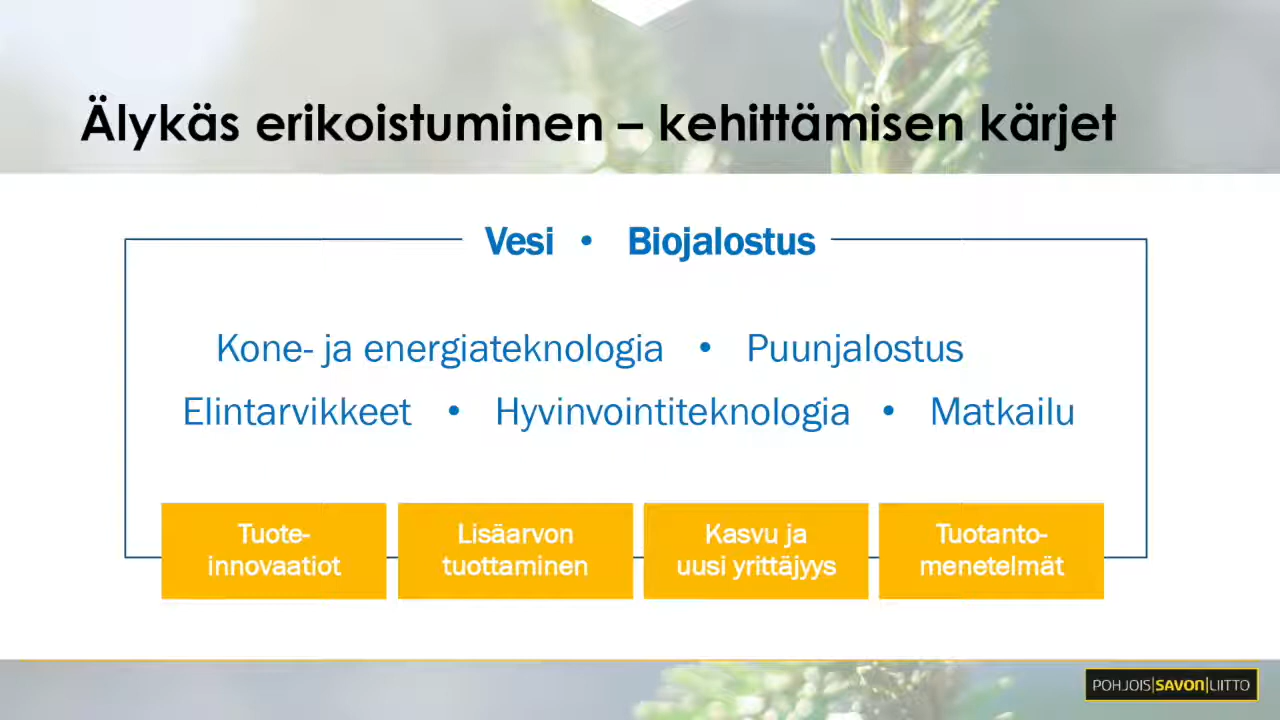 Älykäs erikoistuminen – kehittämisen kärjet
Vesi • Biojalostus
Kone- ja energiateknologia • Puunjalostus
Elintarvikkeet • Hyvinvointiteknologia • Matkailu
Tuote-
innovaatiot
Lisäarvon
tuottaminen
Kasvu ja
uusi yrittäjyys
Tuotanto-
menetelmät
POHJOIS|SAVON|LIITTO